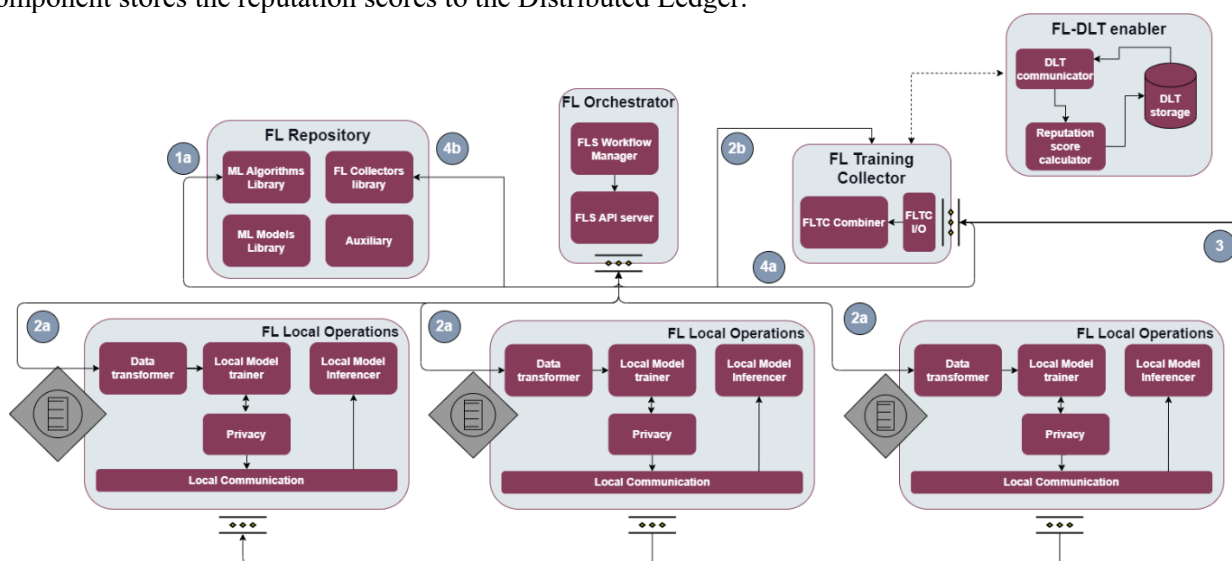 omponent stores the reputation scores to the Distributed Ledger.
FL-DLT enabler
DLT
communicator
DLT
storage
Reputation
score
calculator
FL Orchestrator
FLS Workflow
Manager
FLS API server
FL Repository
1a
4b
ML Algorithms
Library
FL Collectors
library
ML Models
Library
Auxiliary
2b
FL Training
Collector
FLTC Combiner
FLTC
I/O
4a
3
2a
FL Local Operations
Data
transformer
Local Model
trainer
Local Model
Inferencer
Privacy
Local Communication
2a
FL Local Operations
Data
transformer
Local Model
trainer
Local Model
Inferencer
Privacy
Local Communication
2a
FL Local Operations
Data
transformer
Local Model
trainer
Local Model
Inferencer
Privacy
Local Communication